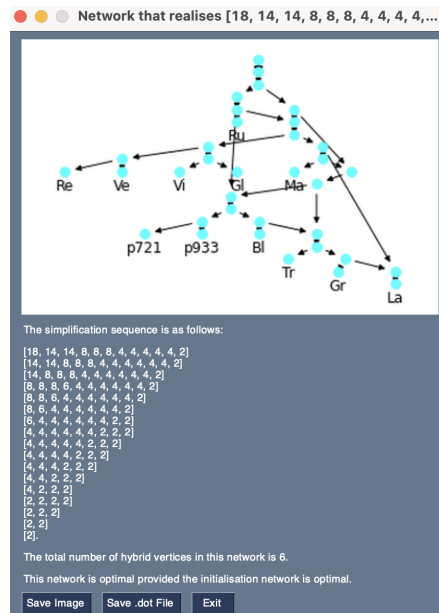 Network that realises [18, 14, 14, 8, 8, 8, 4, 4, 4, 4,...
Ru
Re
Ve
Vi
Gl
Ma
p721
p933
Bl
Tr
Gr
La
The simplification sequence is as follows:
[18, 14, 14, 8, 8, 8, 4, 4, 4, 4, 4, 2]
[14, 14, 8, 8, 8, 4, 4, 4, 4, 4, 4, 2]
[14, 8, 8, 8, 4, 4, 4, 4, 4, 4, 2]
[8, 8, 8, 6, 4, 4, 4, 4, 4, 4, 2]
[8, 8, 6, 4, 4, 4, 4, 4, 4, 2]
[8, 6, 4, 4, 4, 4, 4, 4, 2]
[6, 4, 4, 4, 4, 4, 4, 2, 2]
[4, 4, 4, 4, 4, 4, 2, 2, 2]
[4, 4, 4, 4, 4, 2, 2, 2]
[4, 4, 4, 4, 2, 2, 2]
[4, 4, 4, 2, 2, 2]
[4, 4, 2, 2, 2]
[4, 2, 2, 2]
[2, 2, 2, 2]
[2, 2, 2]
[2, 2]
[2].
The total number of hybrid vertices in this network is 6.
This network is optimal provided the initialisation network is optimal.
Save Image Save .dot File Exit